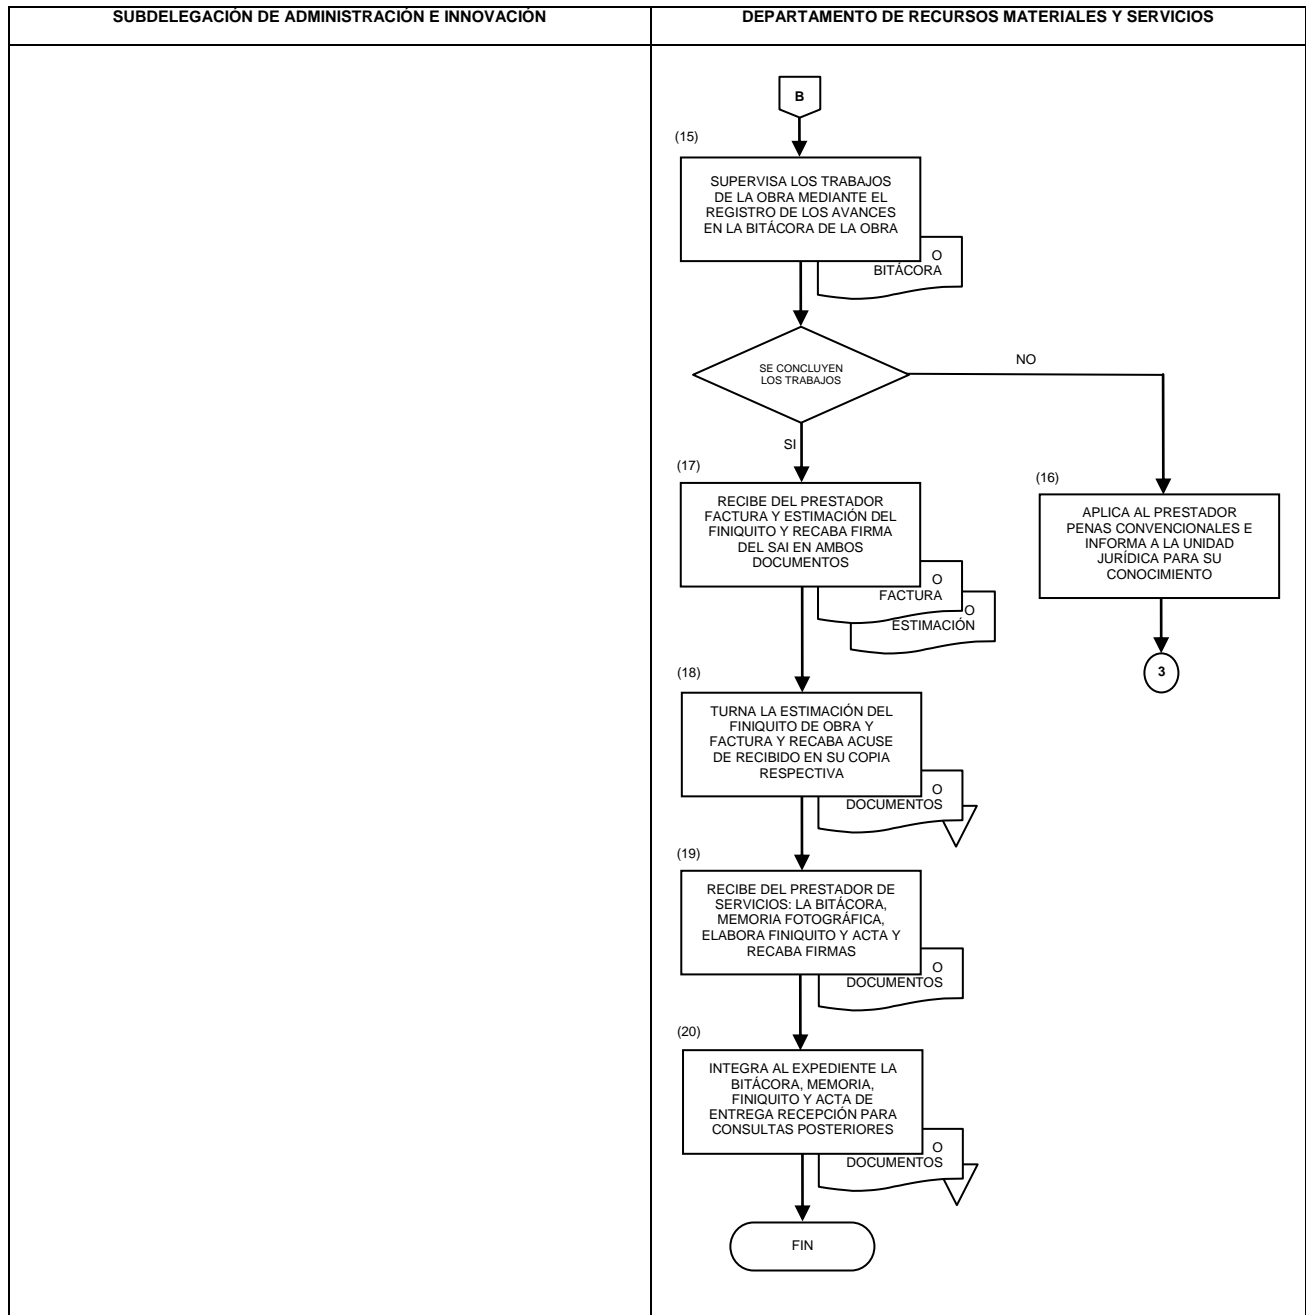 SUBDELEGACIÓN DE ADMINISTRACIÓN E INNOVACIÓN
DEPARTAMENTO DE RECURSOS MATERIALES Y SERVICIOS
B
(15)
SUPERVISA LOS TRABAJOS
DE LA OBRA MEDIANTE EL
REGISTRO DE LOS AVANCES
EN LA BITÁCORA DE LA OBRA
O
BITÁCORA
SE CONCLUYEN
LOS TRABAJOS
NO
SI
(17)
RECIBE DEL PRESTADOR
FACTURA Y ESTIMACIÓN DEL
FINIQUITO Y RECABA FIRMA
DEL SAI EN AMBOS
DOCUMENTOS
O
FACTURA
O
ESTIMACIÓN
(16)
APLICA AL PRESTADOR
PENAS CONVENCIONALES E
INFORMA A LA UNIDAD
JURÍDICA PARA SU
CONOCIMIENTO
3
(18)
TURNA LA ESTIMACIÓN DEL
FINIQUITO DE OBRA Y
FACTURA Y RECABA ACUSE
DE RECIBIDO EN SU COPIA
RESPECTIVA
O
DOCUMENTOS
(19)
RECIBE DEL PRESTADOR DE
SERVICIOS: LA BITÁCORA,
MEMORIA FOTOGRÁFICA,
ELABORA FINIQUITO Y ACTA Y
RECABA FIRMAS
O
DOCUMENTOS
(20)
INTEGRA AL EXPEDIENTE LA
BITÁCORA, MEMORIA,
FINIQUITO Y ACTA DE
ENTREGA RECEPCIÓN PARA
CONSULTAS POSTERIORES
O
DOCUMENTOS
FIN